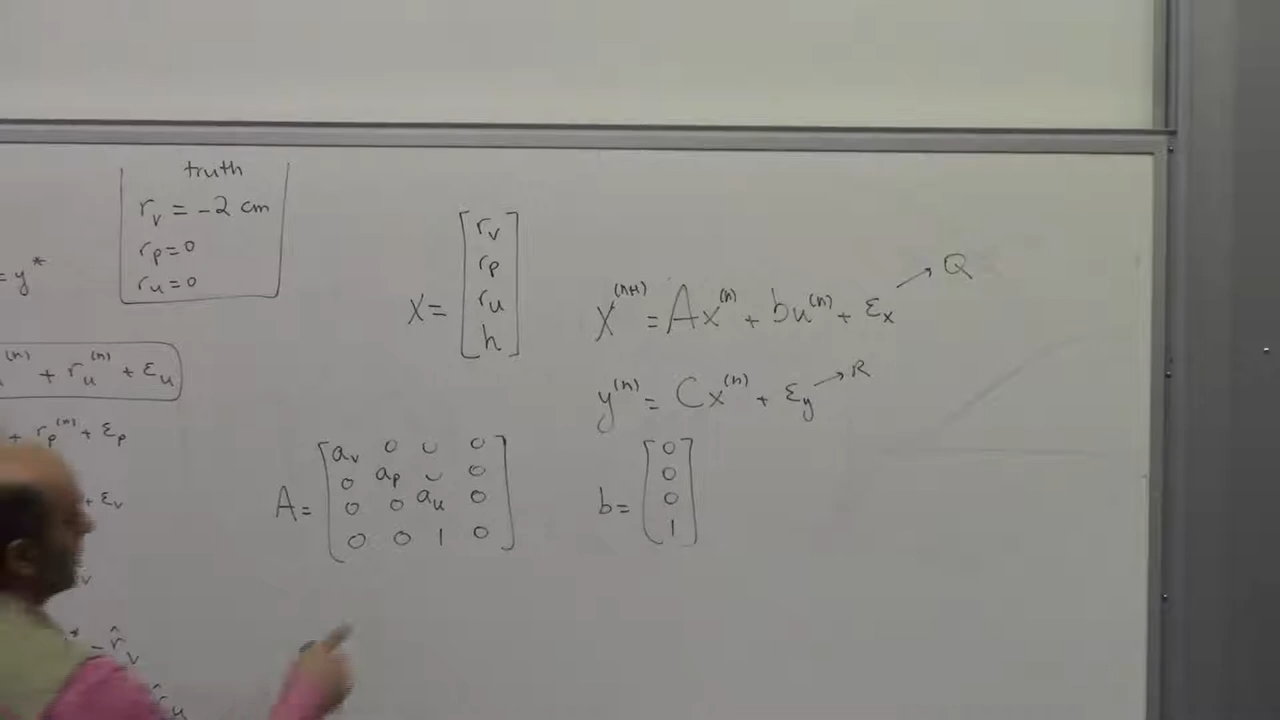 truth
r_v = -2 cm
r_p = 0
r_u = 0
= y*
^(n) + r_u^(n) + ε_u
+ r_p^(n) + ε_p
+ ε_v
v
* - r̂_v
x = [r_v
r_p
r_u
h]
x^(n+1) = Ax^(n) + bu^(n) + ε_x → Q
y^(n) = Cx^(n) + ε_y → R
A = [a_v 0 0 0
0 a_p 0 0
0 0 a_u 0
0 0 1 0]
b = [0
0
0
1]